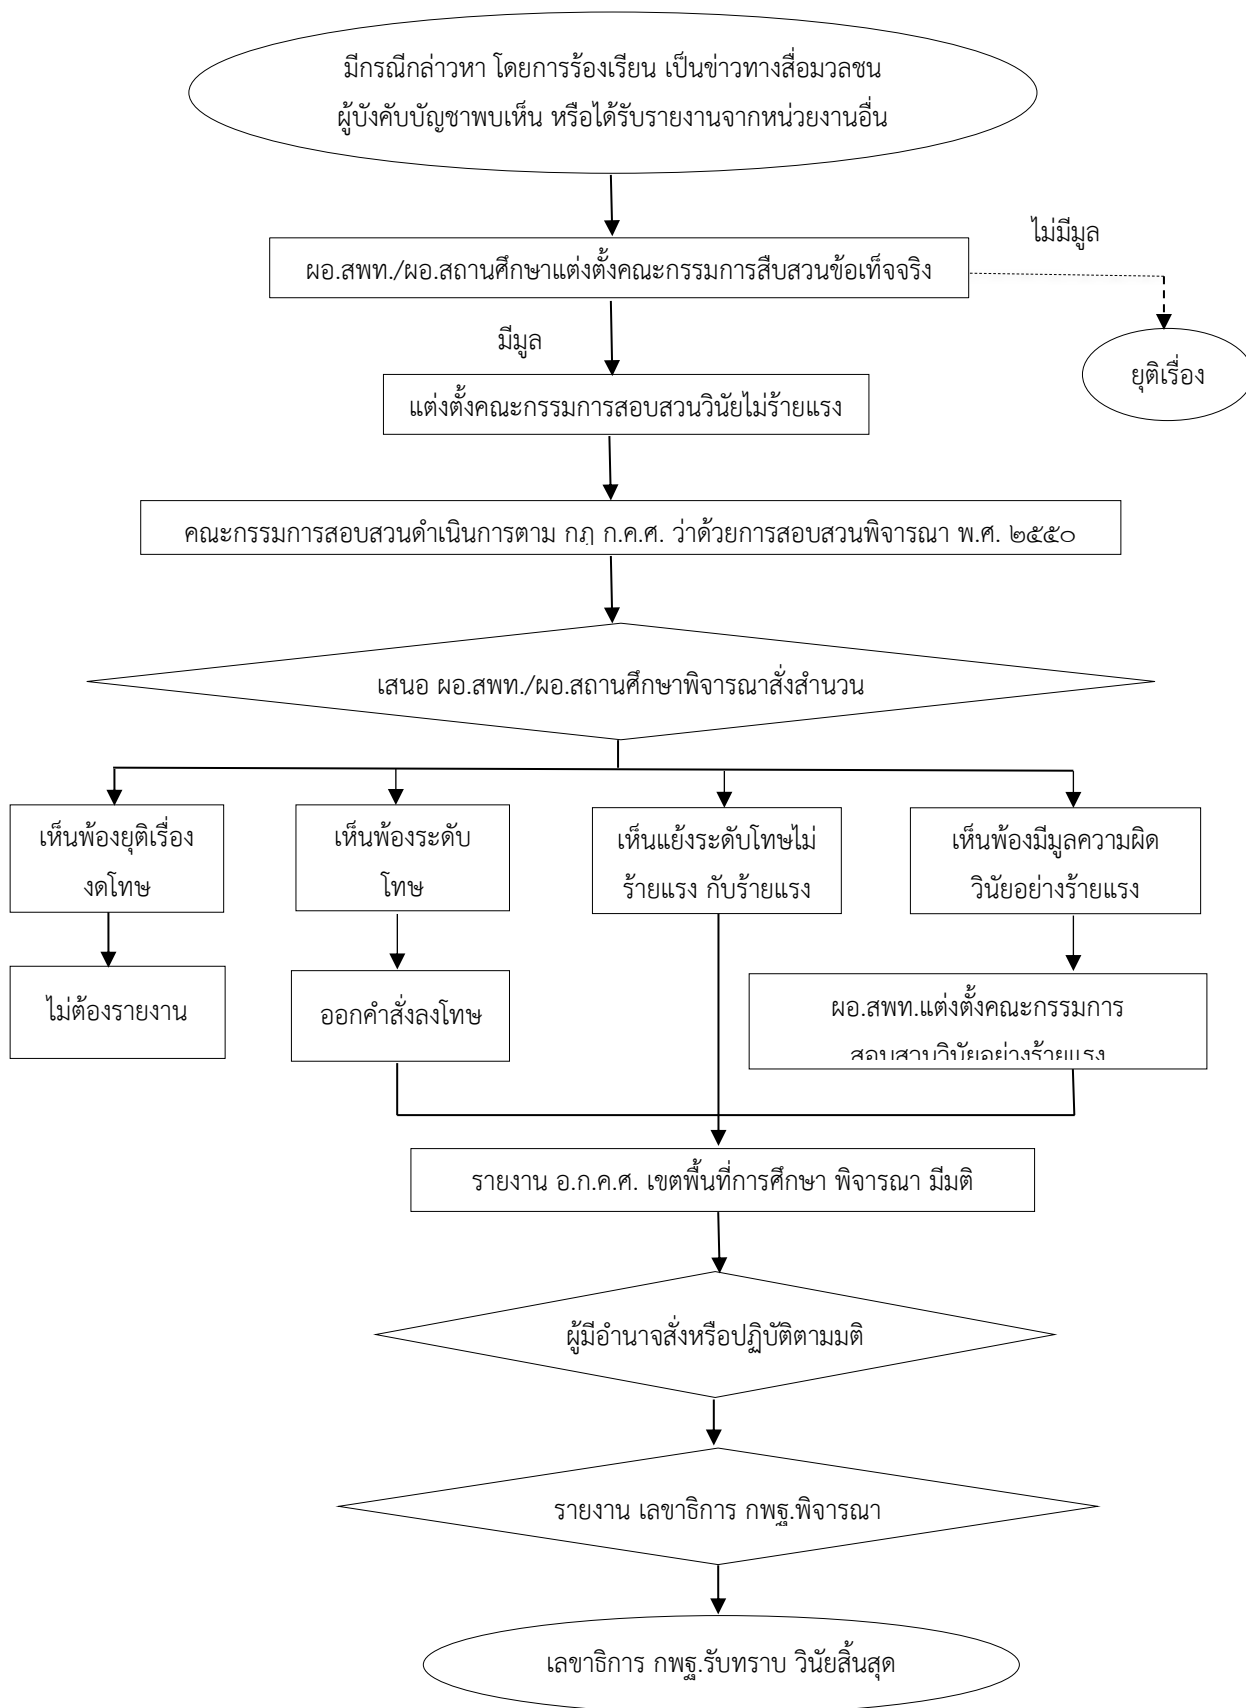 มีกรณีกล่าวหา โดยการร้องเรียน เป็นข่าวทางสื่อมวลชน
ผู้บังคับบัญชาพบเห็น หรือได้รับรายงานจากหน่วยงานอื่น
ไม่มีมูล
ผอ.สพท./ผอ.สถานศึกษาแต่งตั้งคณะกรรมการสืบสวนข้อเท็จจริง
มีมูล
ยุติเรื่อง
แต่งตั้งคณะกรรมการสอบสวนวินัยไม่ร้ายแรง
คณะกรรมการสอบสวนดำเนินการตาม กฎ ก.ค.ศ. ว่าด้วยการสอบสวนพิจารณา พ.ศ. ๒๕๕๐
เสนอ ผอ.สพท./ผอ.สถานศึกษาพิจารณาสั่งสำนวน
เห็นพ้องยุติเรื่อง
งดโทษ
เห็นพ้องระดับ
โทษ
เห็นแย้งระดับโทษไม่
ร้ายแรง กับร้ายแรง
เห็นพ้องมีมูลความผิด
วินัยอย่างร้ายแรง
ไม่ต้องรายงาน
ออกคำสั่งลงโทษ
ผอ.สพท.แต่งตั้งคณะกรรมการ
สอบสวนวินัยอย่างร้ายแรง
รายงาน อ.ก.ค.ศ. เขตพื้นที่การศึกษา พิจารณา มีมติ
ผู้มีอำนาจสั่งหรือปฏิบัติตามมติ
รายงาน เลขาธิการ กพฐ.พิจารณา
เลขาธิการ กพฐ.รับทราบ วินัยสิ้นสุด